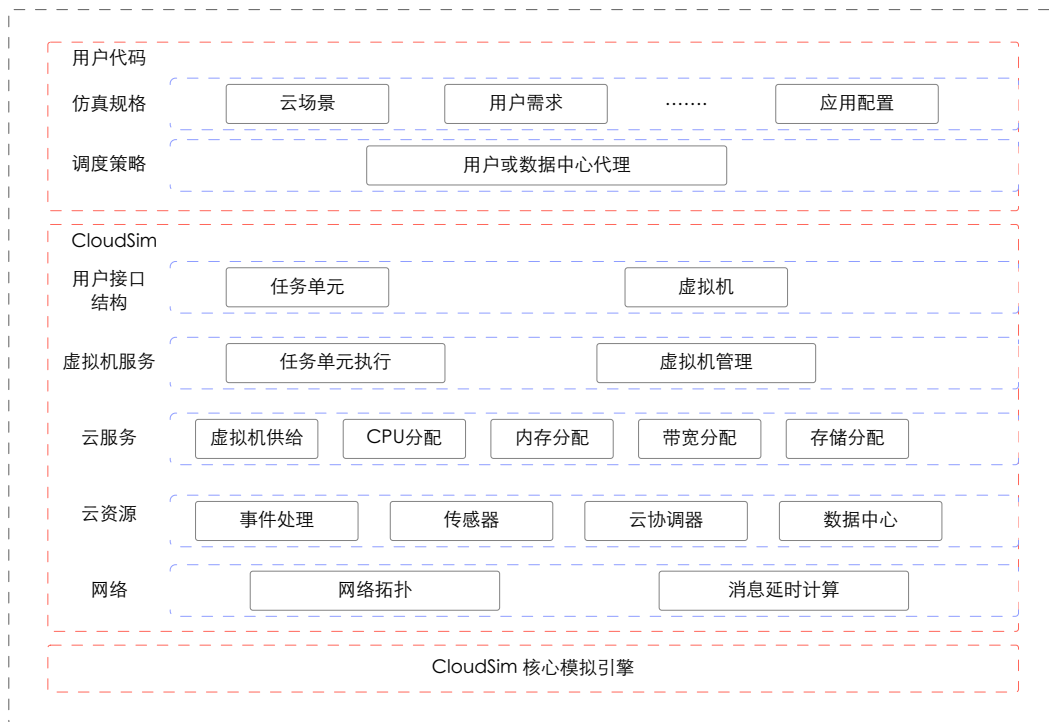 用户代码
仿真规格 云场景 用户需求 ······· 应用配置
调度策略 用户或数据中心代理
CloudSim
用户接口
结构
任务单元 虚拟机
虚拟机服务 任务单元执行 虚拟机管理
云服务 虚拟机供给 CPU分配 内存分配 带宽分配 存储分配
云资源 事件处理 传感器 云协调器 数据中心
网络 网络拓扑 消息延时计算
CloudSim 核心模拟引擎